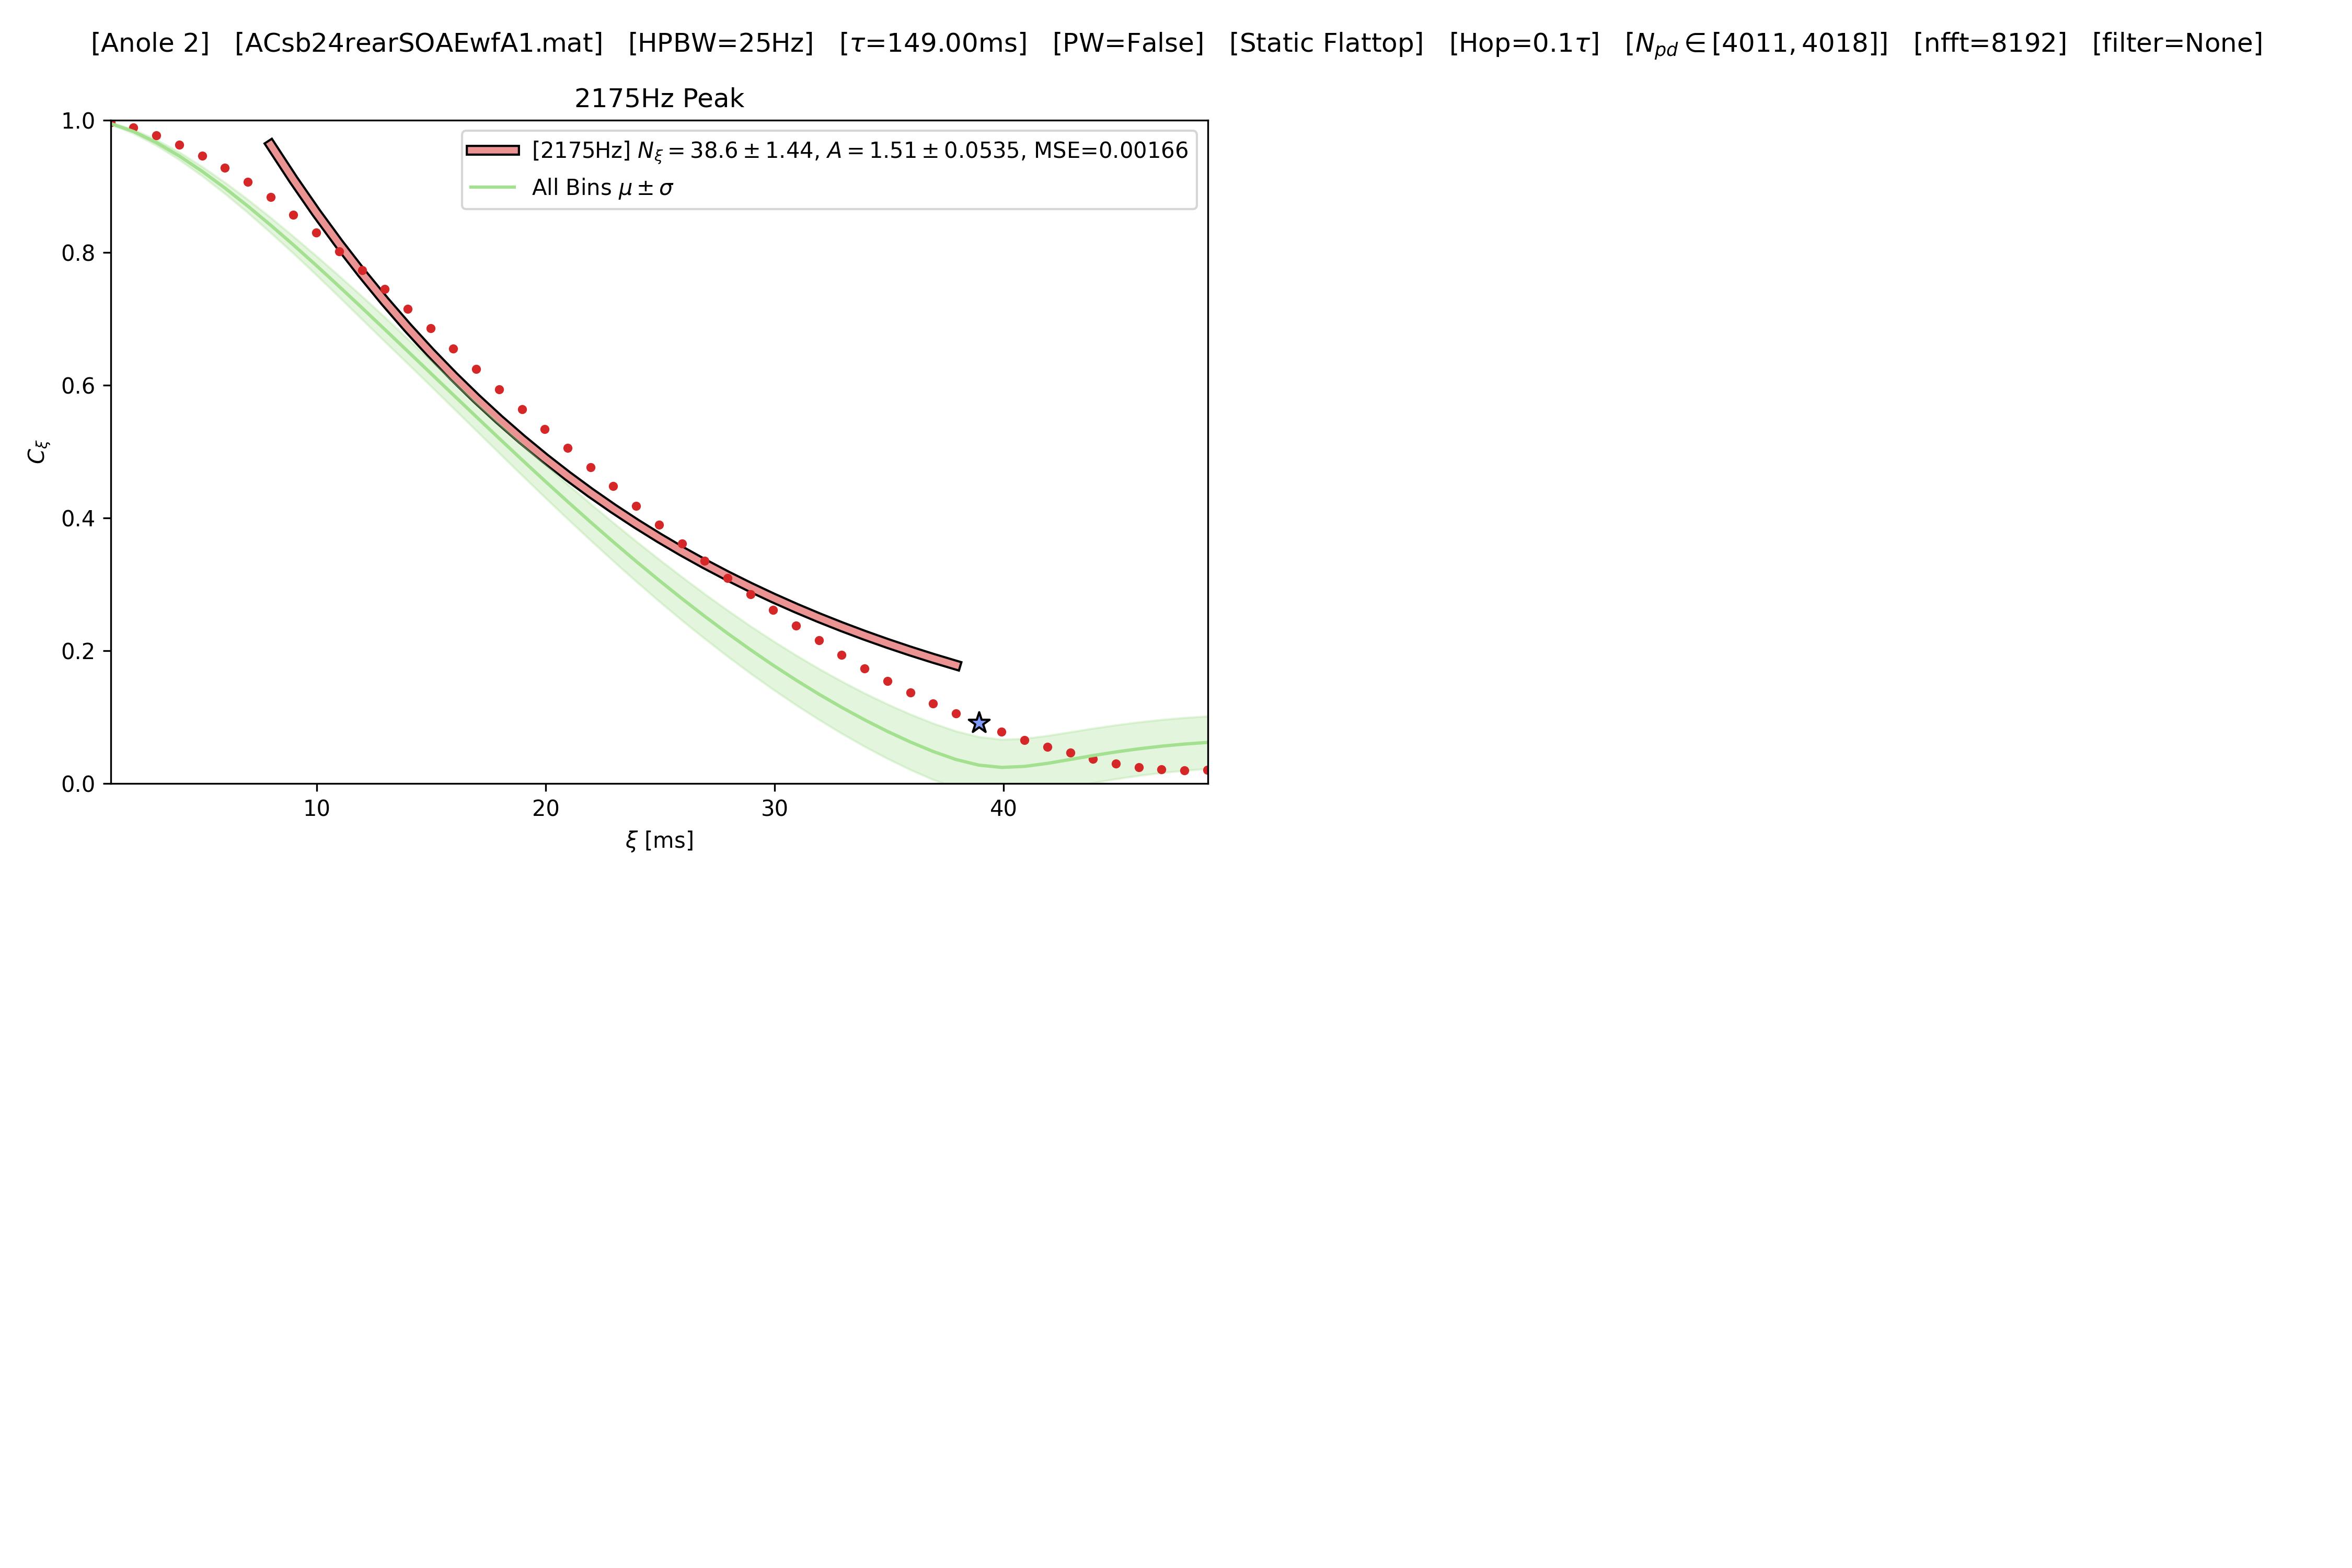 [Anole 2] [ACsb24rearSOAEwfA1.mat] [HPBW=25Hz] [τ=149.00ms] [PW=False] [Static Flattop] [Hop=0.1τ] [N_pd ∈ [4011, 4018]] [nfft=8192] [filter=None]
2175Hz Peak
[2175Hz] N_ξ = 38.6 ± 1.44, A = 1.51 ± 0.0535, MSE=0.00166
All Bins μ ± σ
1.0
0.8
0.6
0.4
0.2
0.0
C_ξ
10 20 30 40
ξ [ms]